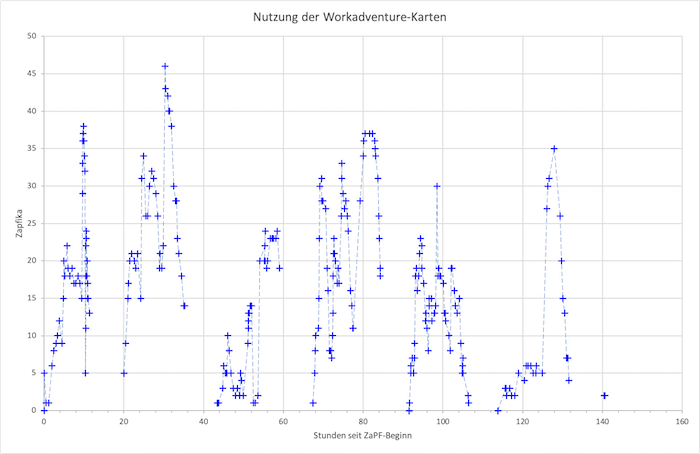 Nutzung der Workadventure-Karten
50
45
40
35
30
25
20
15
10
5
0
Zapfika
0 20 40 60 80 100 120 140 160
Stunden seit ZaPF-Beginn